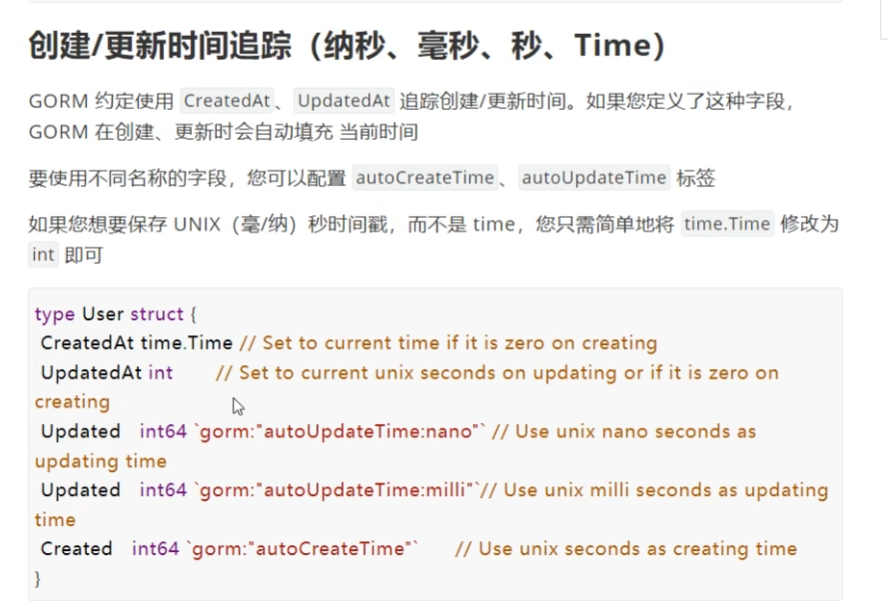 创建/更新时间追踪（纳秒、毫秒、秒、Time）
GORM 约定使用 CreatedAt、UpdatedAt 追踪创建/更新时间。如果您定义了这种字段，
GORM 在创建、更新时会自动填充 当前时间
要使用不同名称的字段，您可以配置 autoCreateTime、autoUpdateTime 标签
如果您想要保存 UNIX（毫/纳）秒时间戳，而不是 time，您只需简单地将 time.Time 修改为
int 即可
type User struct {
CreatedAt time.Time // Set to current time if it is zero on creating
UpdatedAt int // Set to current unix seconds on updating or if it is zero on
creating
Updated int64 `gorm:"autoUpdateTime:nano"` // Use unix nano seconds as
updating time
Updated int64 `gorm:"autoUpdateTime:milli"`// Use unix milli seconds as updating
time
Created int64 `gorm:"autoCreateTime"` // Use unix seconds as creating time
}